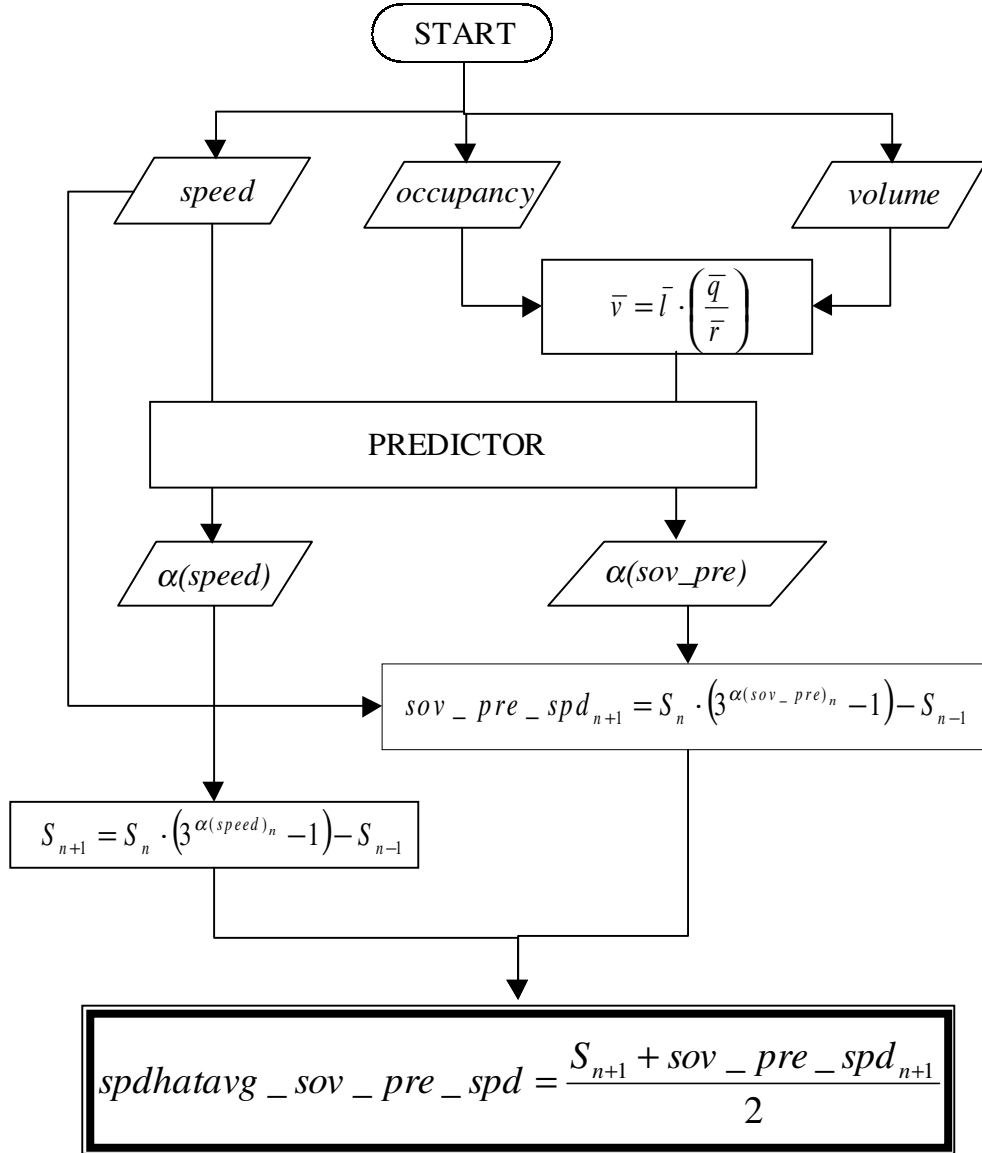 START
speed
occupancy
volume
v̄ = l̄ · (q̄ / r̄)
PREDICTOR
α(speed)
α(sov_pre)
sov_pre_spd_{n+1} = S_n · (3^{α(sov_pre)_n} − 1) − S_{n−1}
S_{n+1} = S_n · (3^{α(speed)_n} − 1) − S_{n−1}
spdhatavg_sov_pre_spd = (S_{n+1} + sov_pre_spd_{n+1}) / 2